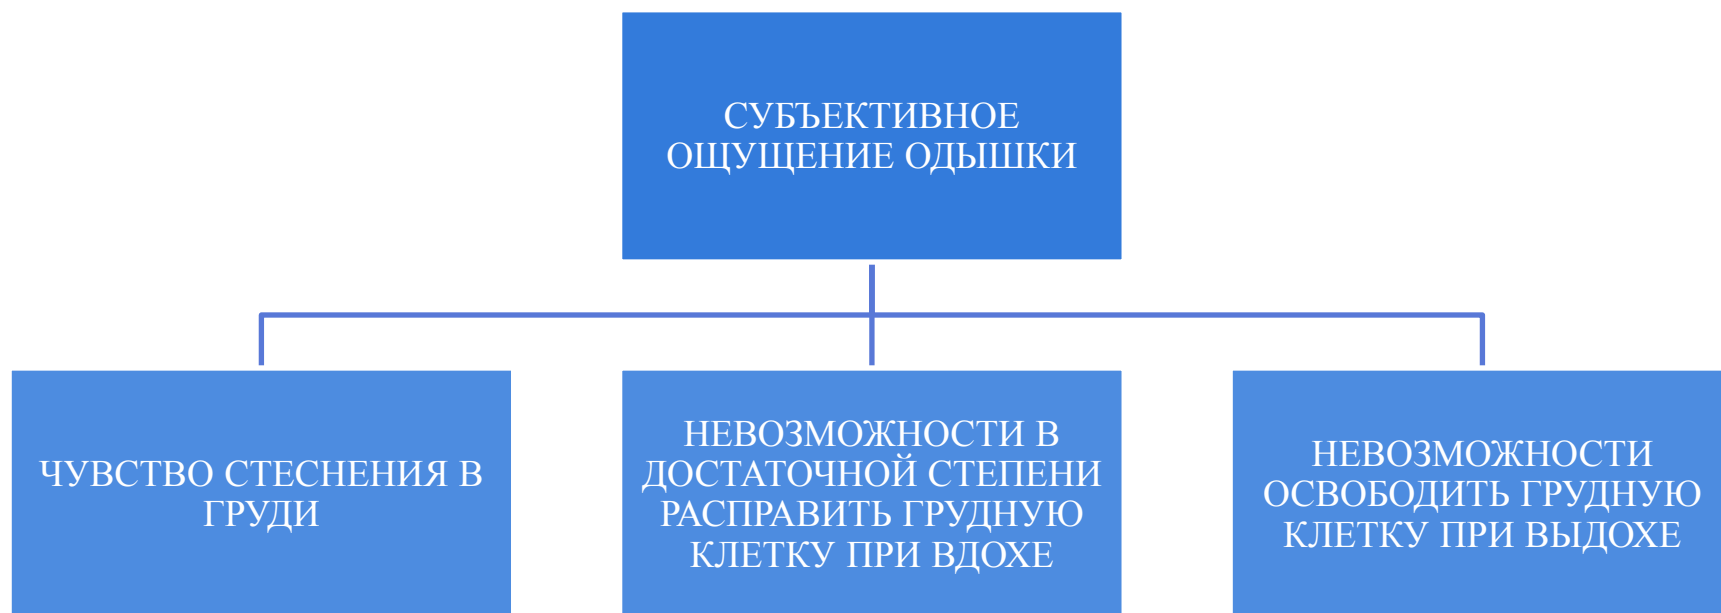 СУБЪЕКТИВНОЕ
ОЩУЩЕНИЕ ОДЫШКИ
ЧУВСТВО СТЕСНЕНИЯ В
ГРУДИ
НЕВОЗМОЖНОСТИ В
ДОСТАТОЧНОЙ СТЕПЕНИ
РАСПРАВИТЬ ГРУДНУЮ
КЛЕТКУ ПРИ ВДОХЕ
НЕВОЗМОЖНОСТИ
ОСВОБОДИТЬ ГРУДНУЮ
КЛЕТКУ ПРИ ВЫДОХЕ